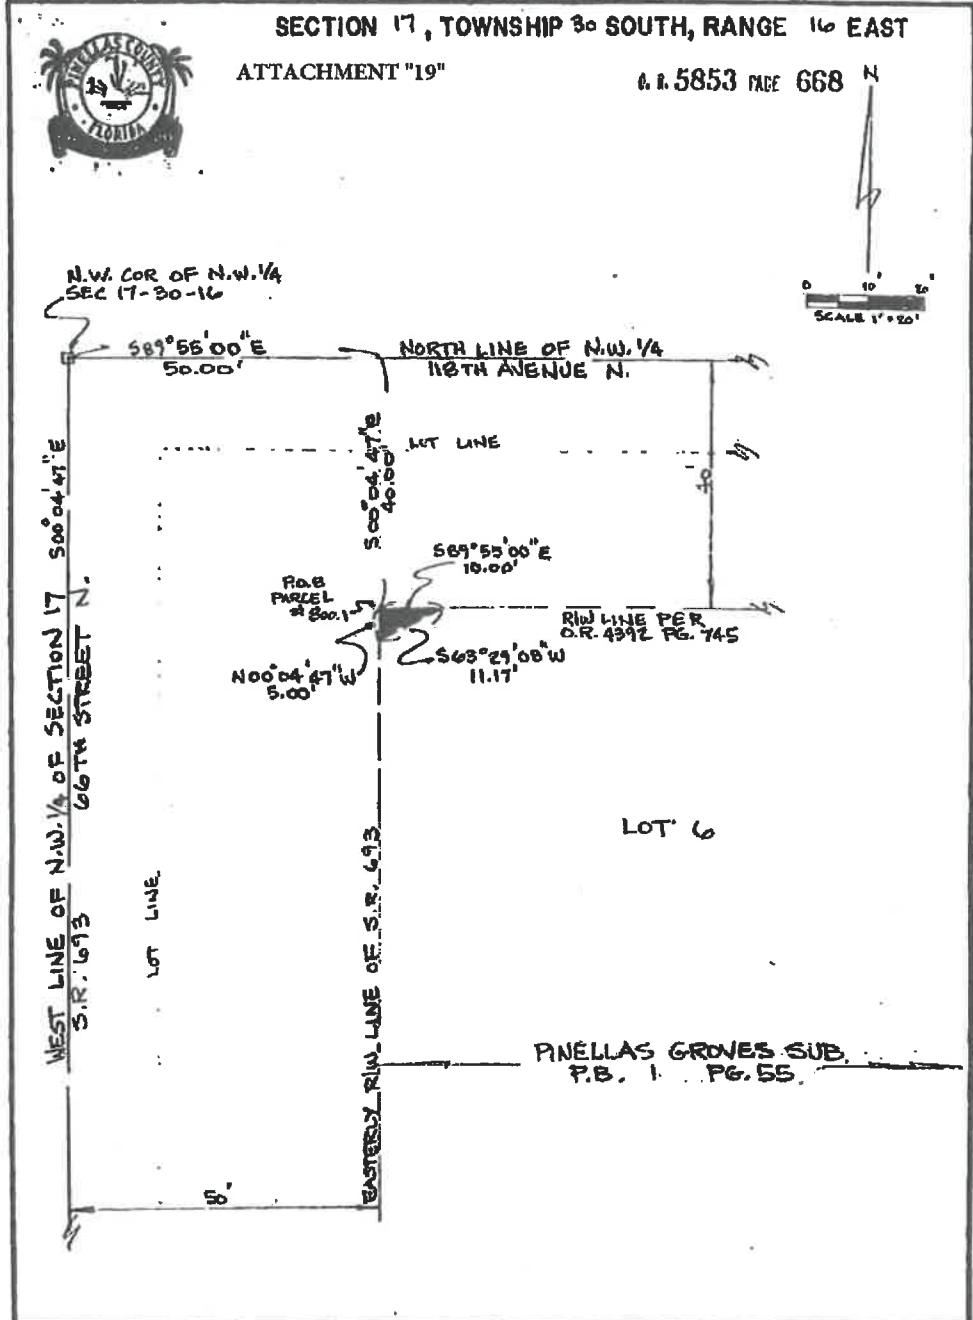 SECTION 17, TOWNSHIP 30 SOUTH, RANGE 16 EAST
PINELLAS COUNTY
FLORIDA
ATTACHMENT "19"
O.R. 5853 PAGE 668
N
N.W. COR OF N.W. 1/4
SEC 17-30-16
0 10' 20'
SCALE 1"=20'
S89°55'00"E
50.00'
NORTH LINE OF N.W. 1/4
118TH AVENUE N.
LOT LINE
S00°04'47"E
40.00'
40'
S00°04'47"E
S89°55'00"E
10.00'
P.O.B
PARCEL
# 800.1
R/W LINE PER
O.R. 4392 PG. 745
N00°04'47"W
5.00'
S63°29'08"W
11.17'
WEST LINE OF N.W. 1/4 OF SECTION 17
66TH STREET N.
S.R. 693
LOT LINE
EASTERLY R/W LINE OF S.R. 693
LOT 6
PINELLAS GROVES SUB.
P.B. 1 PG. 55
50'